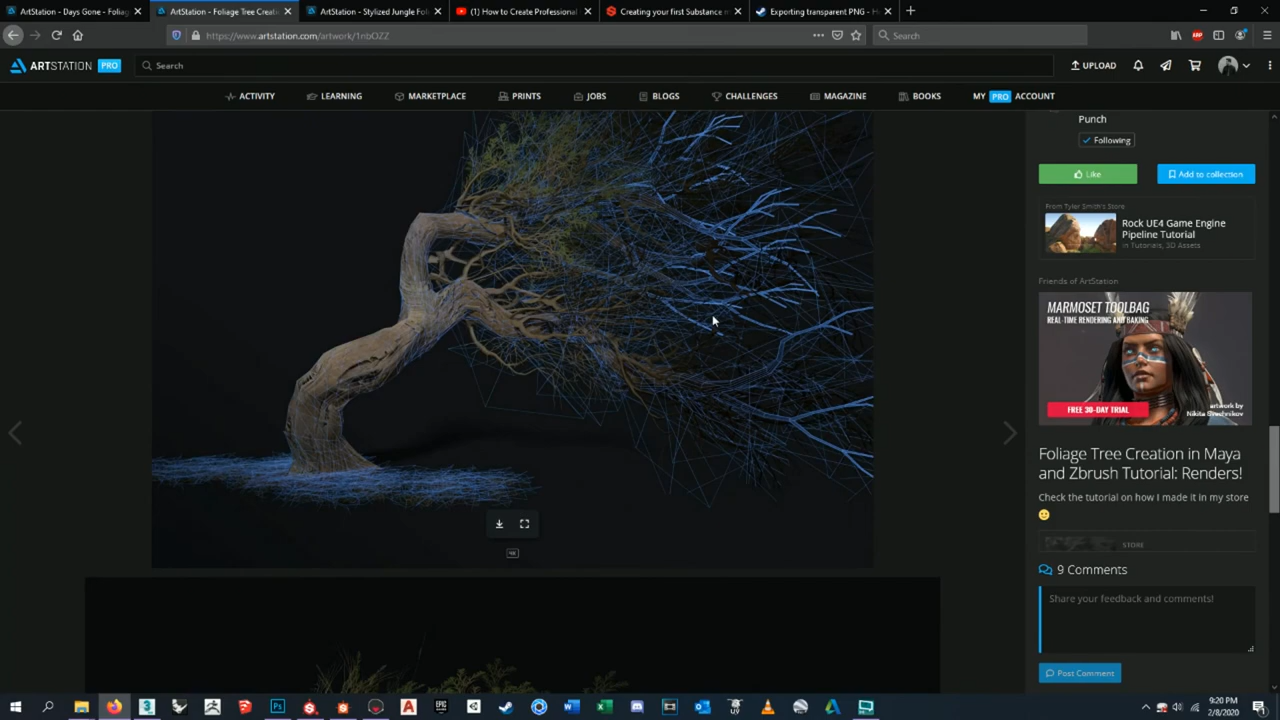 ArtStation - Days Gone - Foliag
ArtStation - Foliage Tree Creati
ArtStation - Stylized Jungle Fol
(1) How to Create Professional
Creating your first Substance m
Exporting transparent PNG - H
https://www.artstation.com/artwork/1nbOZZ
Search
ARTSTATION PRO
Search
UPLOAD
ACTIVITY
LEARNING
MARKETPLACE
PRINTS
JOBS
BLOGS
CHALLENGES
MAGAZINE
BOOKS
MY PRO ACCOUNT
Punch
Following
Like
Add to collection
From Tyler Smith's Store
Rock UE4 Game Engine
Pipeline Tutorial
in Tutorials, 3D Assets
Friends of ArtStation
MARMOSET TOOLBAG
REAL-TIME RENDERING AND BAKING
FREE 30-DAY TRIAL
artwork by
Foliage Tree Creation in Maya
and Zbrush Tutorial: Renders!
Check the tutorial on how I made it in my store
STORE
9 Comments
Share your feedback and comments!
Post Comment
4K
9:20 PM
2/8/2020